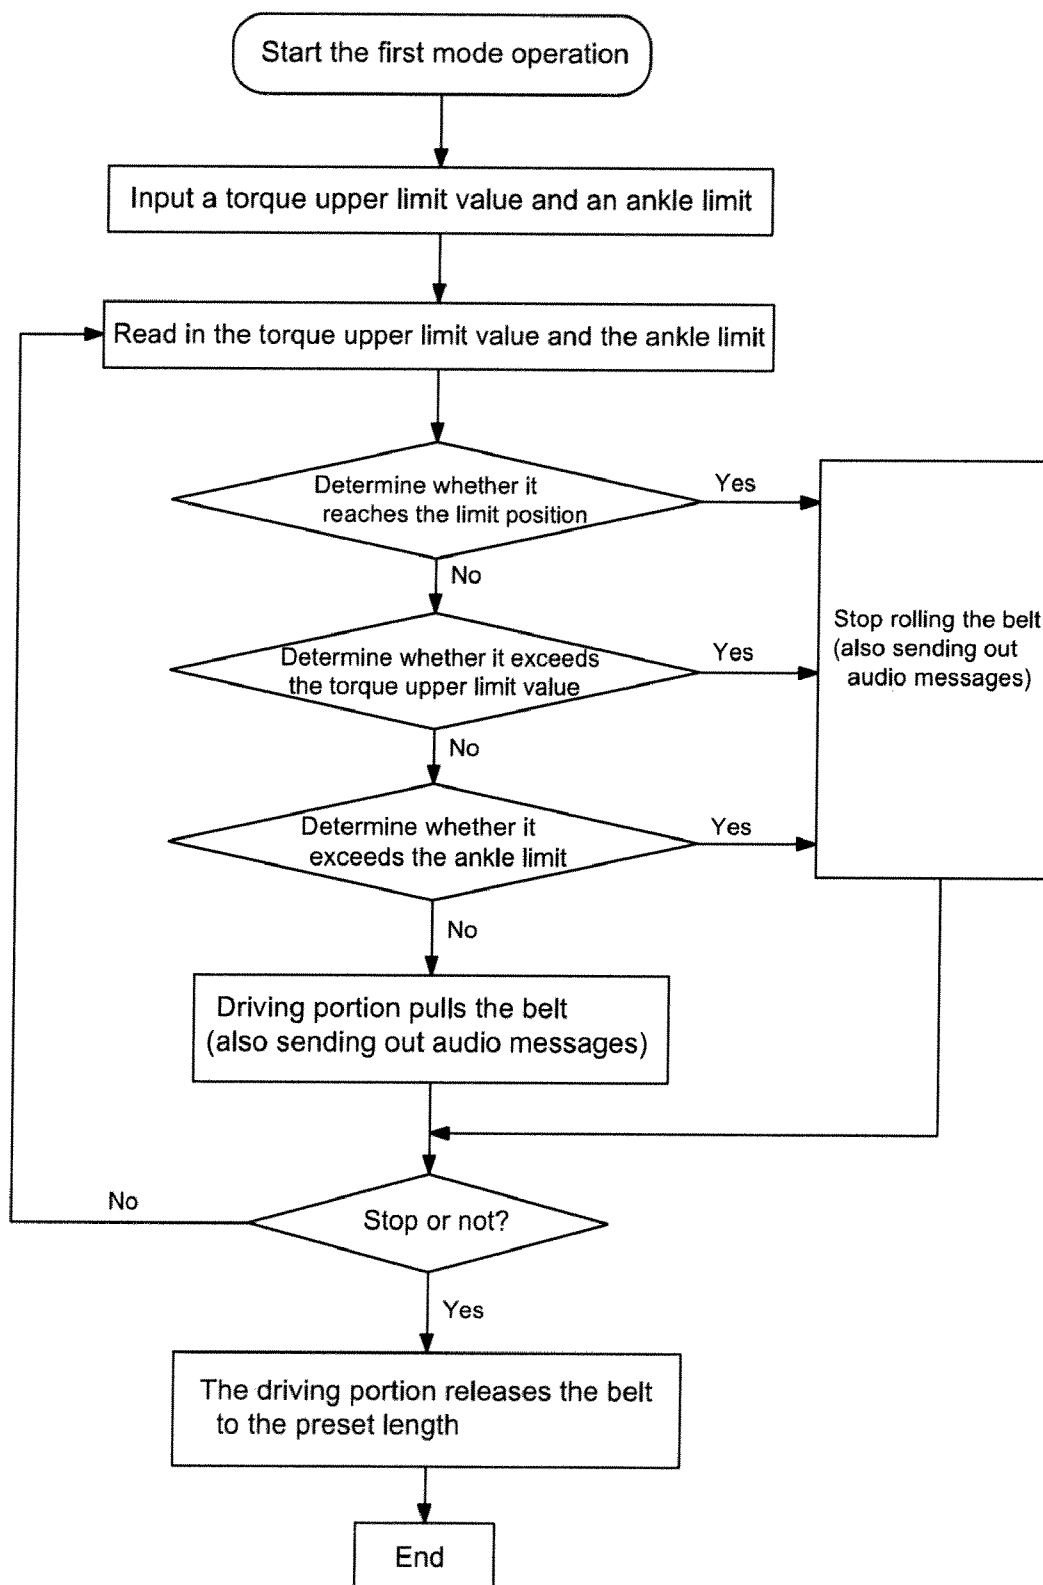 Start the first mode operation
Input a torque upper limit value and an ankle limit
Read in the torque upper limit value and the ankle limit
Determine whether it
reaches the limit position
Yes
No
Determine whether it exceeds
the torque upper limit value
Yes
No
Determine whether it
exceeds the ankle limit
Yes
No
Stop rolling the belt
(also sending out
audio messages)
Driving portion pulls the belt
(also sending out audio messages)
Stop or not?
No
Yes
The driving portion releases the belt
to the preset length
End